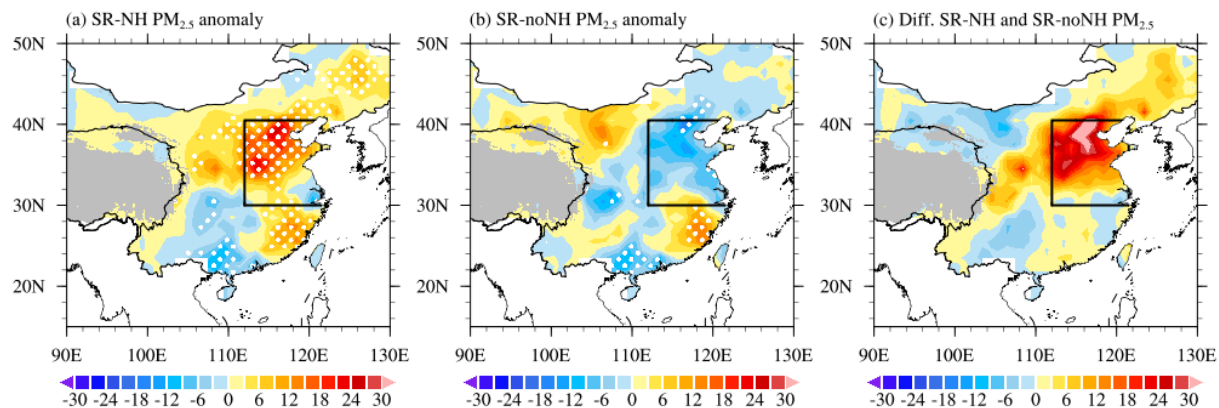 (a) SR-NH PM2.5 anomaly
(b) SR-noNH PM2.5 anomaly
(c) Diff. SR-NH and SR-noNH PM2.5
50N
50N
50N
40N
40N
40N
30N
30N
30N
20N
20N
20N
90E 100E 110E 120E 130E
90E 100E 110E 120E 130E
90E 100E 110E 120E 130E
-30 -24 -18 -12 -6 0 6 12 18 24 30
-30 -24 -18 -12 -6 0 6 12 18 24 30
-30 -24 -18 -12 -6 0 6 12 18 24 30